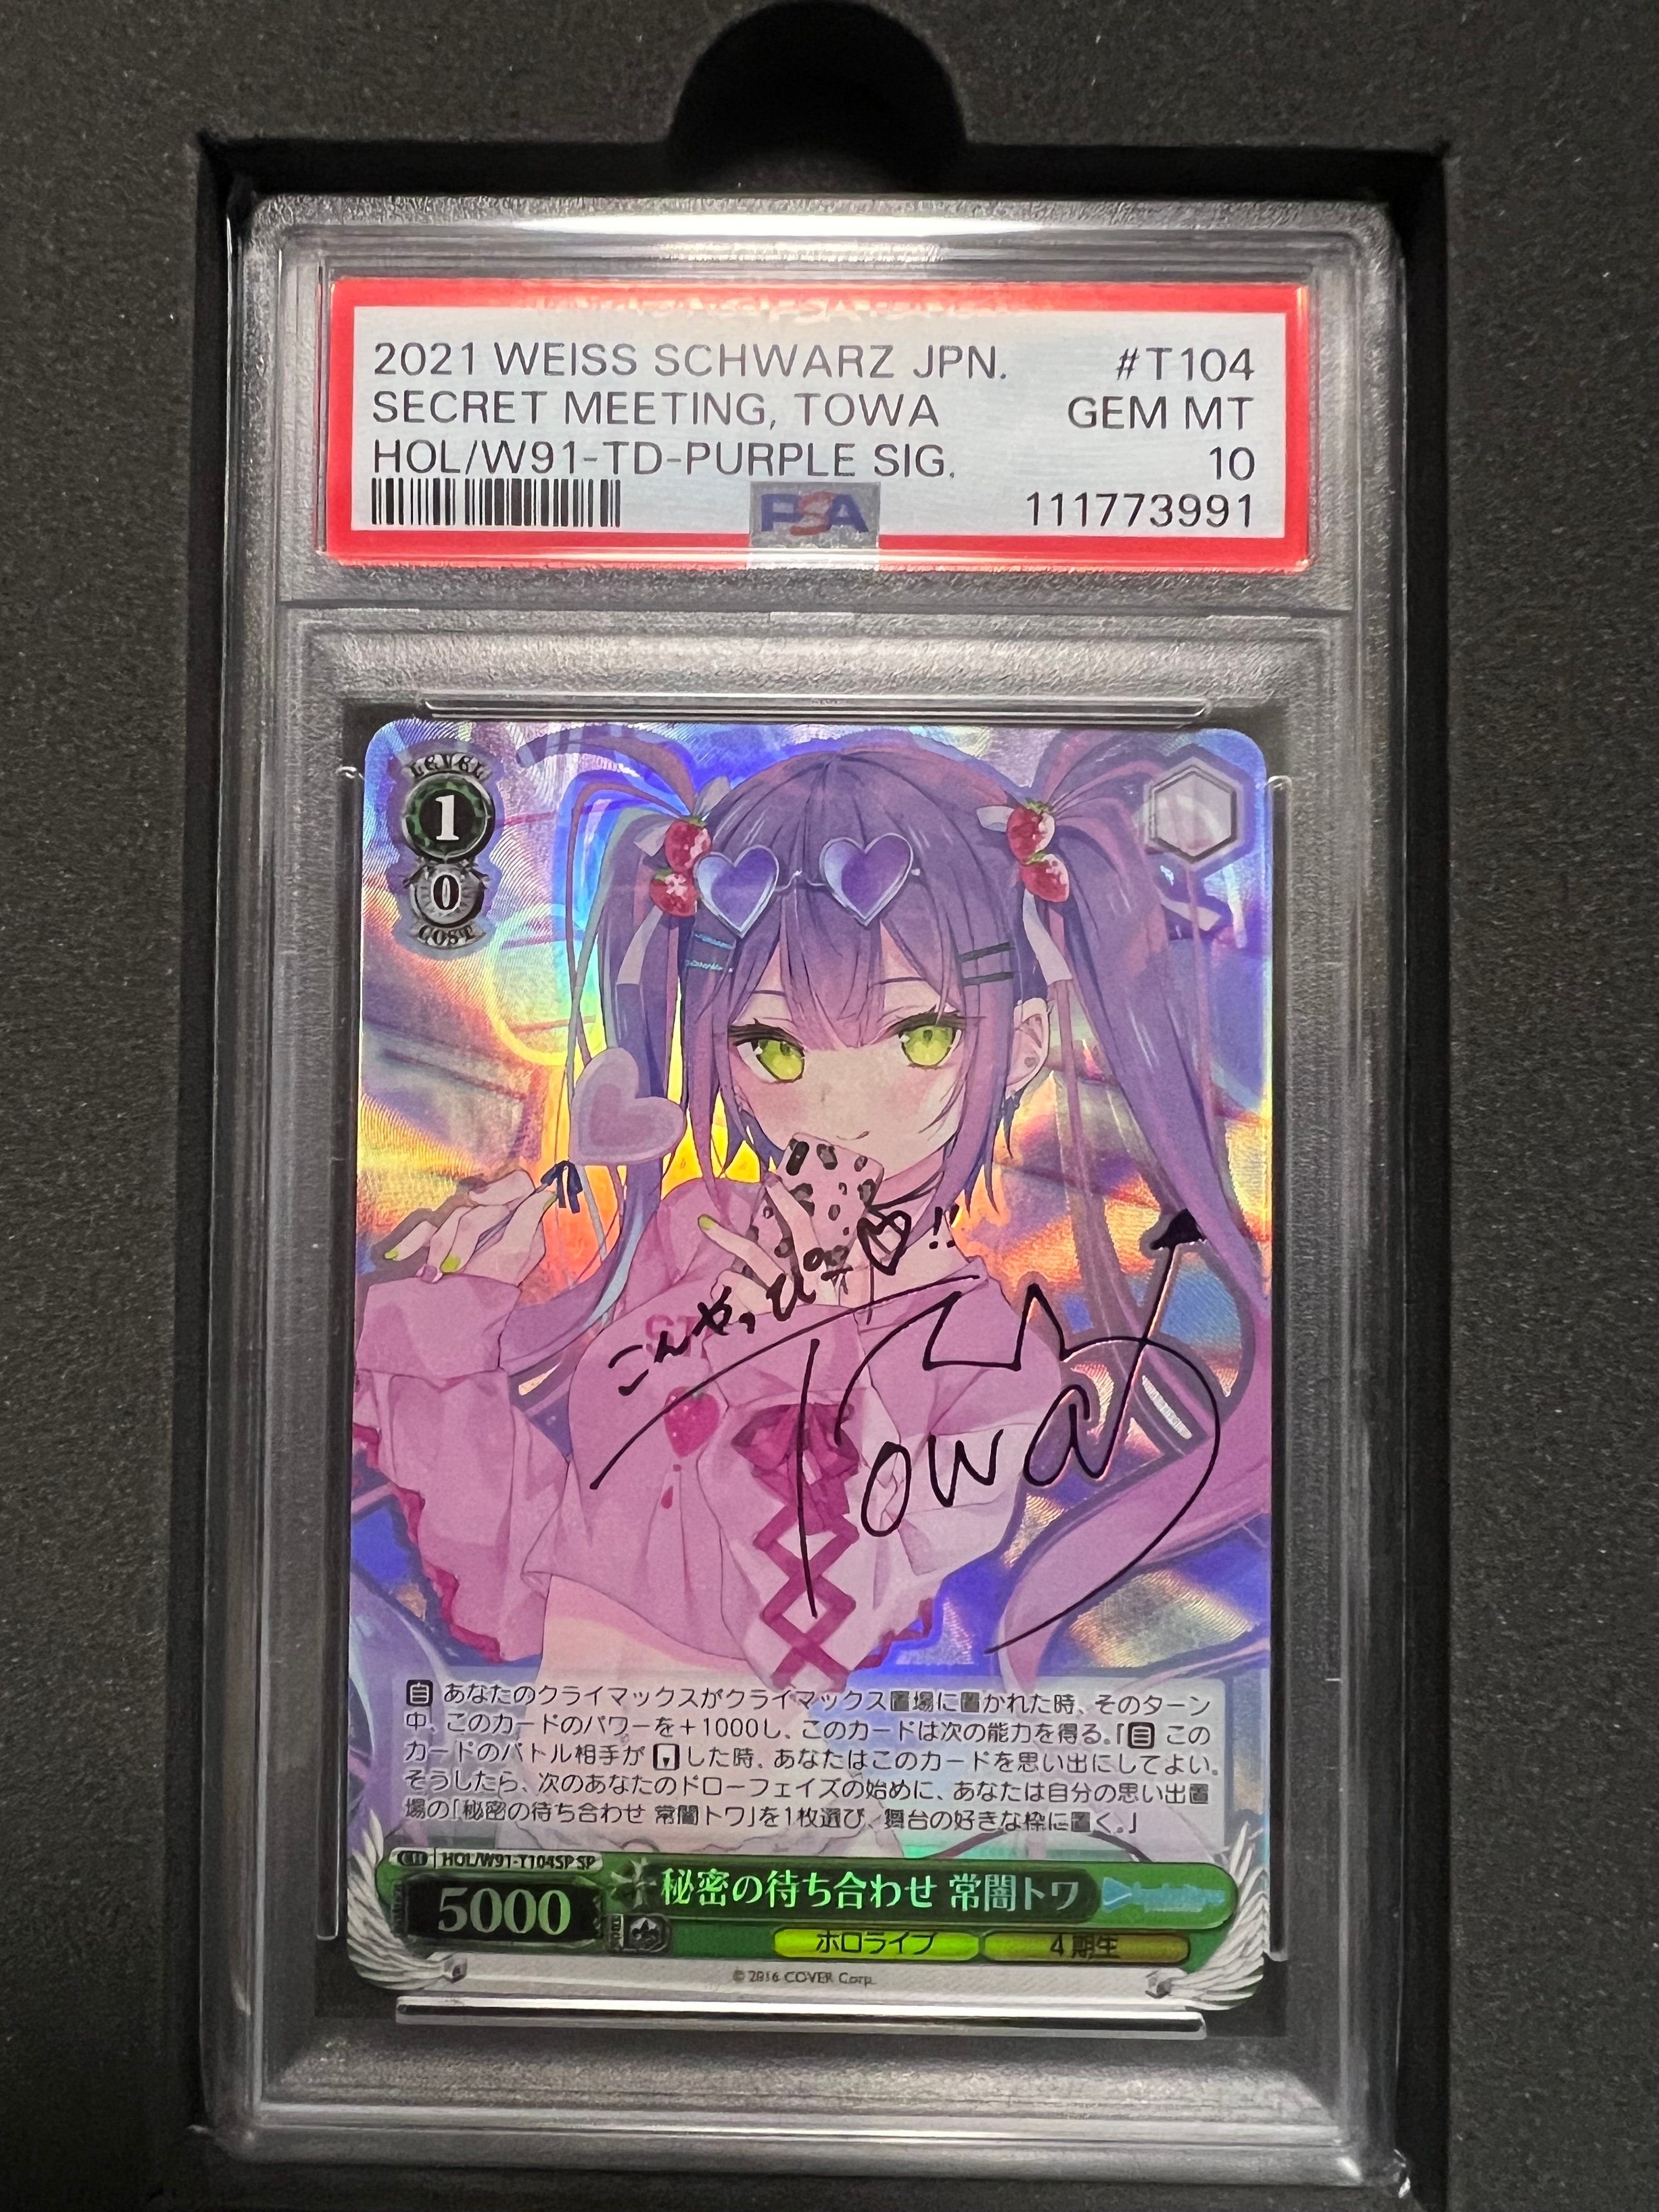 2021 WEISS SCHWARZ JPN. #T104
SECRET MEETING, TOWA GEM MT
HOL/W91-TD-PURPLE SIG. 10
PSA 111773991
LEVEL
1
0
COST
こんやっぴー!!
Towa
自 あなたのクライマックスがクライマックス置場に置かれた時、そのターン
中、このカードのパワーを+1000し、このカードは次の能力を得る。「自 この
カードのバトル相手がした時、あなたはこのカードを思い出にしてよい。
そうしたら、次のあなたのドローフェイズの始めに、あなたは自分の思い出置
場の「秘密の待ち合わせ 常闇トワ」を1枚選び、舞台の好きな枠に置く。」
HOL/W91-T104SP SP
5000
秘密の待ち合わせ 常闇トワ
ホロライブ 4期生
© 2016 COVER Corp.